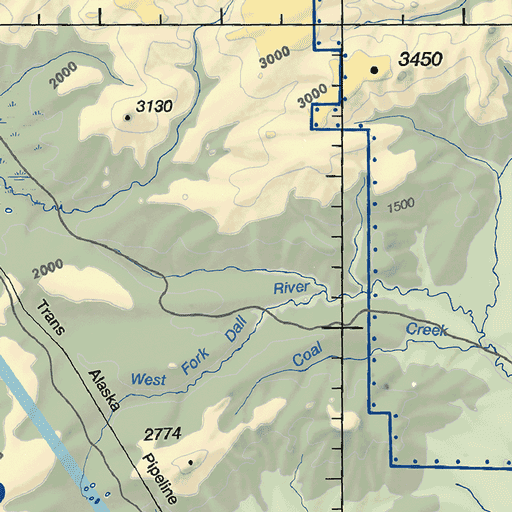 3000
3450
2000
3000
3130
1500
2000
River
Trans
Alaska
Pipeline
West Fork Dall
Coal
Creek
2774